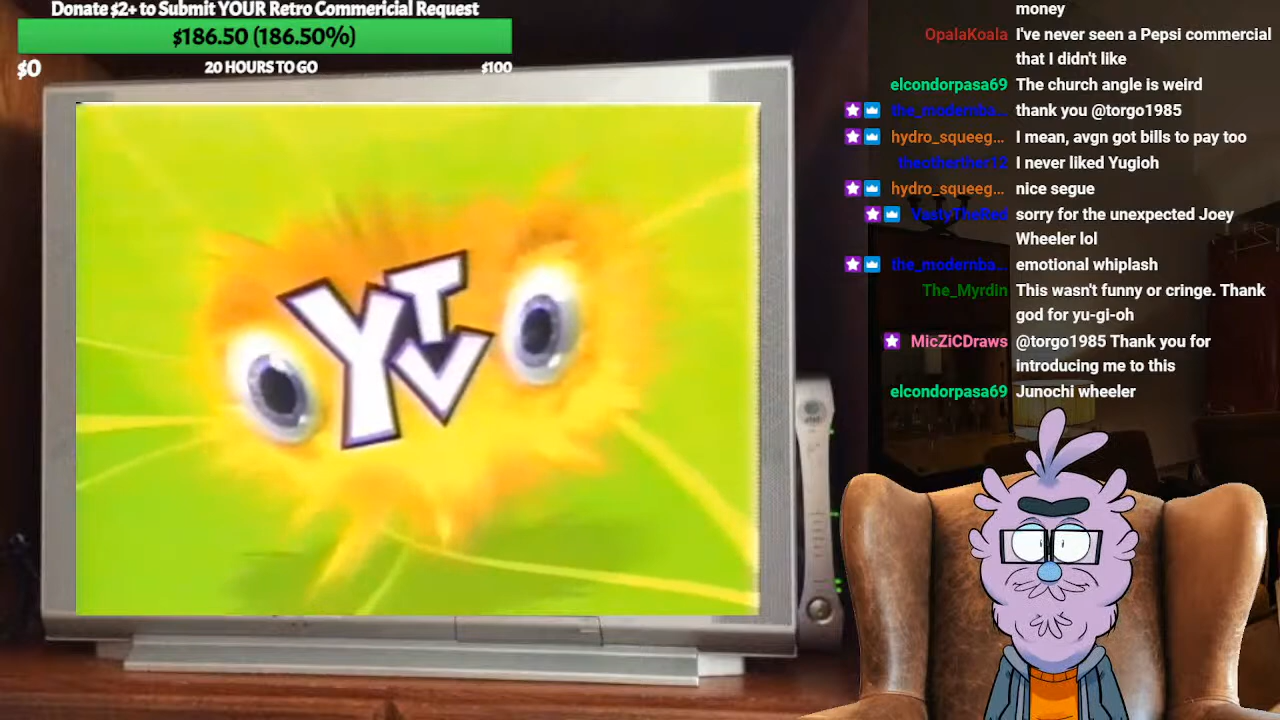 Donate $2+ to Submit YOUR Retro Commericial Request
$186.50 (186.50%)
$0
20 HOURS TO GO
$100
YTV
money
OpalaKoala I've never seen a Pepsi commercial
that I didn't like
elcondorpasa69 The church angle is weird
the_modernba... thank you @torgo1985
hydro_squeeg... I mean, avgn got bills to pay too
theotherther12 I never liked Yugioh
hydro_squeeg... nice segue
VastyTheRed sorry for the unexpected Joey
Wheeler lol
the_modernba... emotional whiplash
The_Myrdin This wasn't funny or cringe. Thank
god for yu-gi-oh
MicZiCDraws @torgo1985 Thank you for
introducing me to this
elcondorpasa69 Junochi wheeler